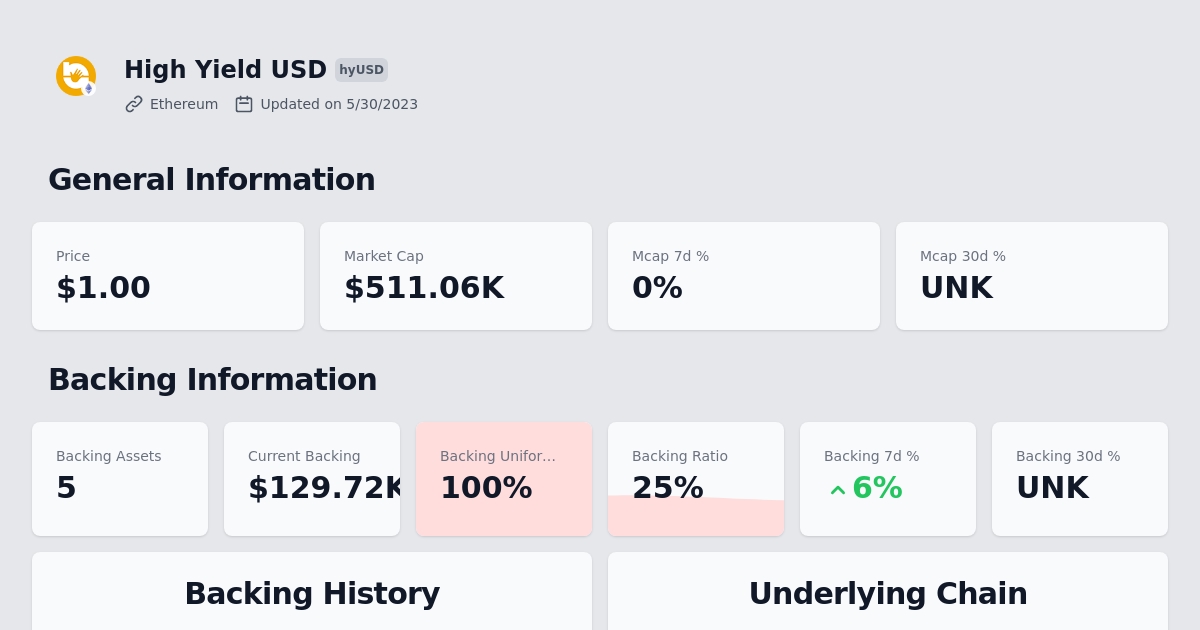 High Yield USD hyUSD
Ethereum Updated on 5/30/2023
General Information
Price Market Cap Mcap 7d % Mcap 30d %
$1.00 $511.06K 0% UNK
Backing Information
Backing Assets Current Backing Backing Unifor... Backing Ratio Backing 7d % Backing 30d %
5 $129.72K 100% 25% 6% UNK
Backing History Underlying Chain